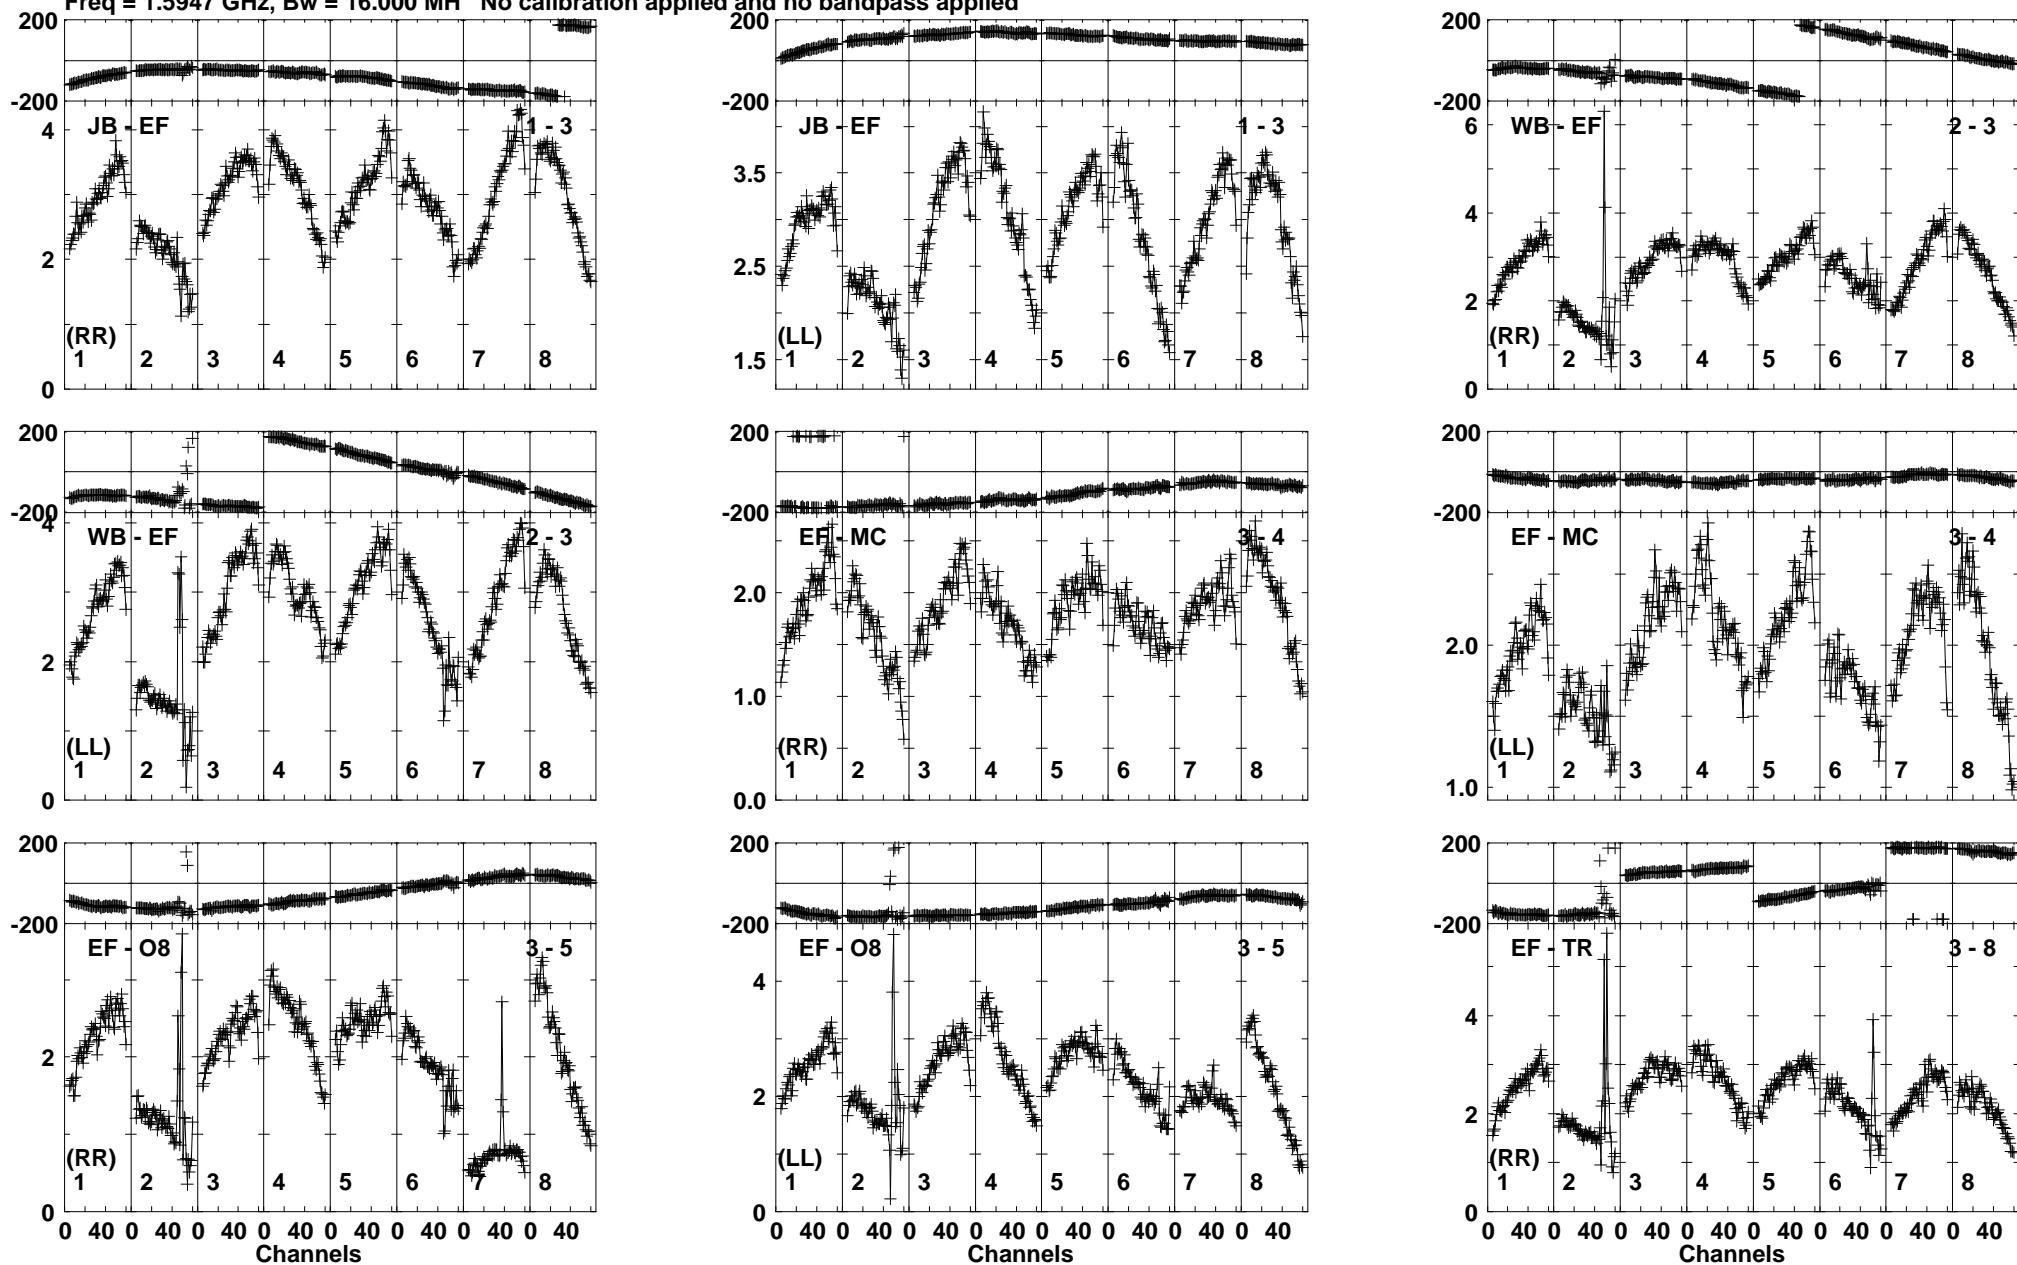 Freq = 1.5947 GHz, Bw = 16.000 MH No calibration applied and no bandpass applied
200 200 200
-200 -200 -200
JB - EF 1 - 3 JB - EF 1 - 3 WB - EF 2 - 3
4 3.5 6
2 2.5 4
2
(RR) (LL) (RR)
1 2 3 4 5 6 7 8 1 2 3 4 5 6 7 8 1 2 3 4 5 6 7 8
0 1.5 0
200 200 200
-200 -200 -200
4
WB - EF 2 - 3 EF - MC 3 - 4 EF - MC 3 - 4
2 2.0 2.0
1.0
(LL) (RR) (LL)
1 2 3 4 5 6 7 8 1 2 3 4 5 6 7 8 1 2 3 4 5 6 7 8
0 0.0 1.0
200 200 200
-200 -200 -200
EF - O8 3 - 5 EF - O8 3 - 5 EF - TR 3 - 8
4 4
2 2 2
(RR) (LL) (RR)
1 2 3 4 5 6 7 8 1 2 3 4 5 6 7 8 1 2 3 4 5 6 7 8
0 0 0
0 40 0 40 0 40 0 40 0 40 0 40 0 40 0 40 0 40 0 40 0 40 0 40 0 40 0 40 0 40 0 40 0 40 0 40 0 40 0 40 0 40 0 40 0 40 0 40
Channels Channels Channels